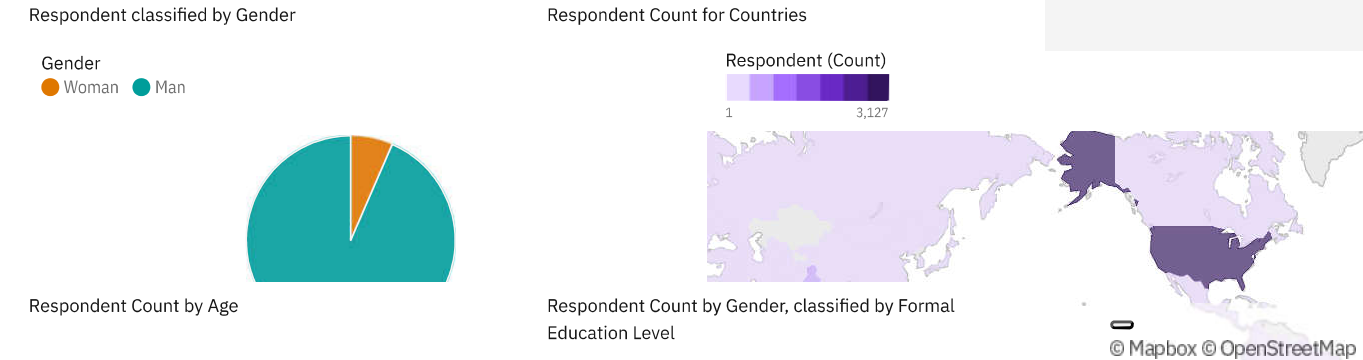 Respondent classified by Gender
Gender
Woman Man
Respondent Count by Age
Respondent Count for Countries
Respondent (Count)
1 3,127
Respondent Count by Gender, classified by Formal
Education Level
© Mapbox © OpenStreetMap